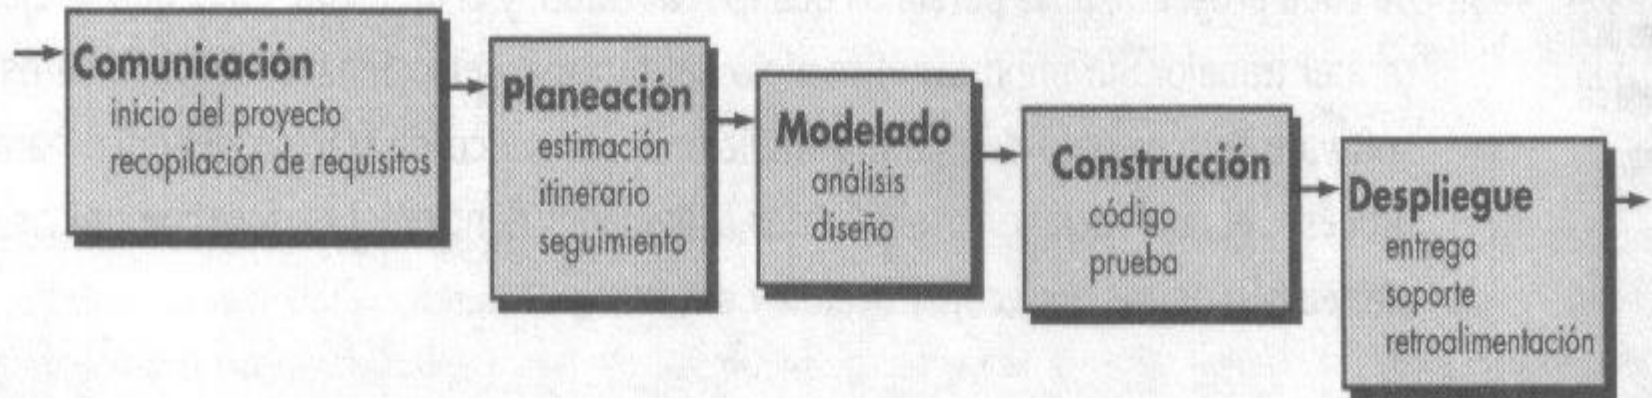 Comunicación
inicio del proyecto
recopilación de requisitos
Planeación
estimación
itinerario
seguimiento
Modelado
análisis
diseño
Construcción
código
prueba
Despliegue
entrega
soporte
retroalimentación